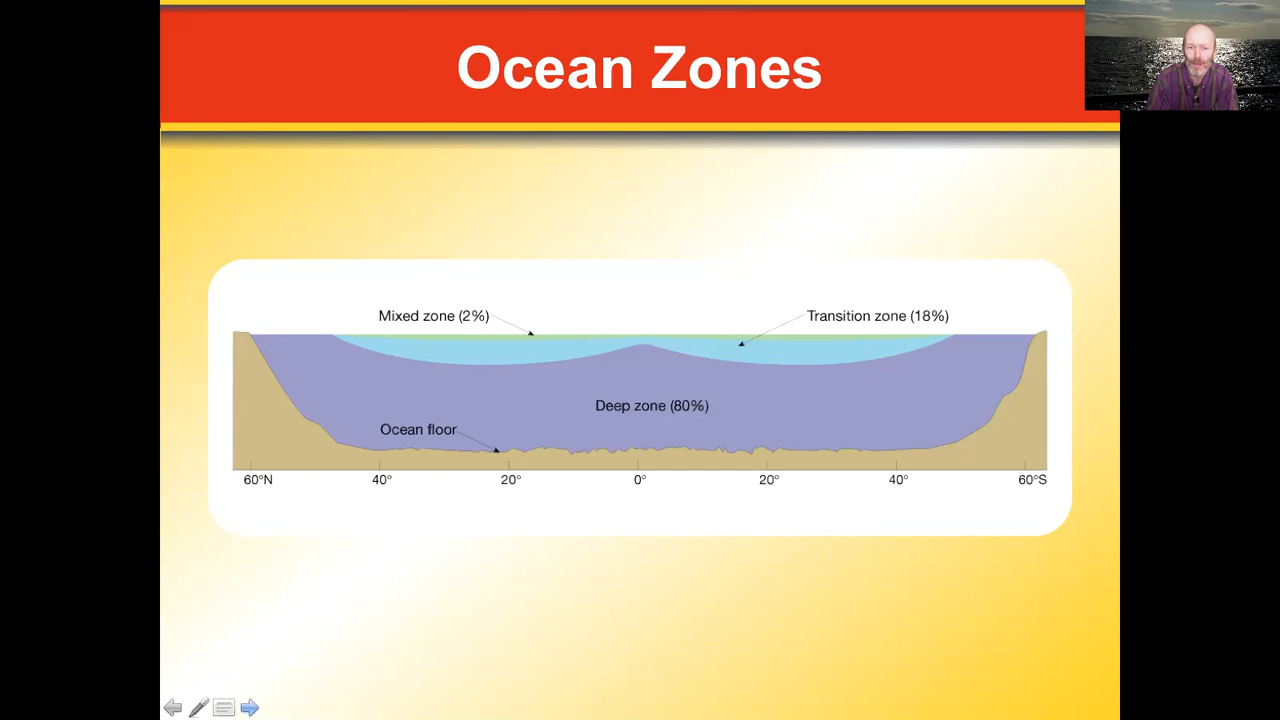 Ocean Zones
Mixed zone (2%)
Transition zone (18%)
Deep zone (80%)
Ocean floor
60°N 40° 20° 0° 20° 40° 60°S